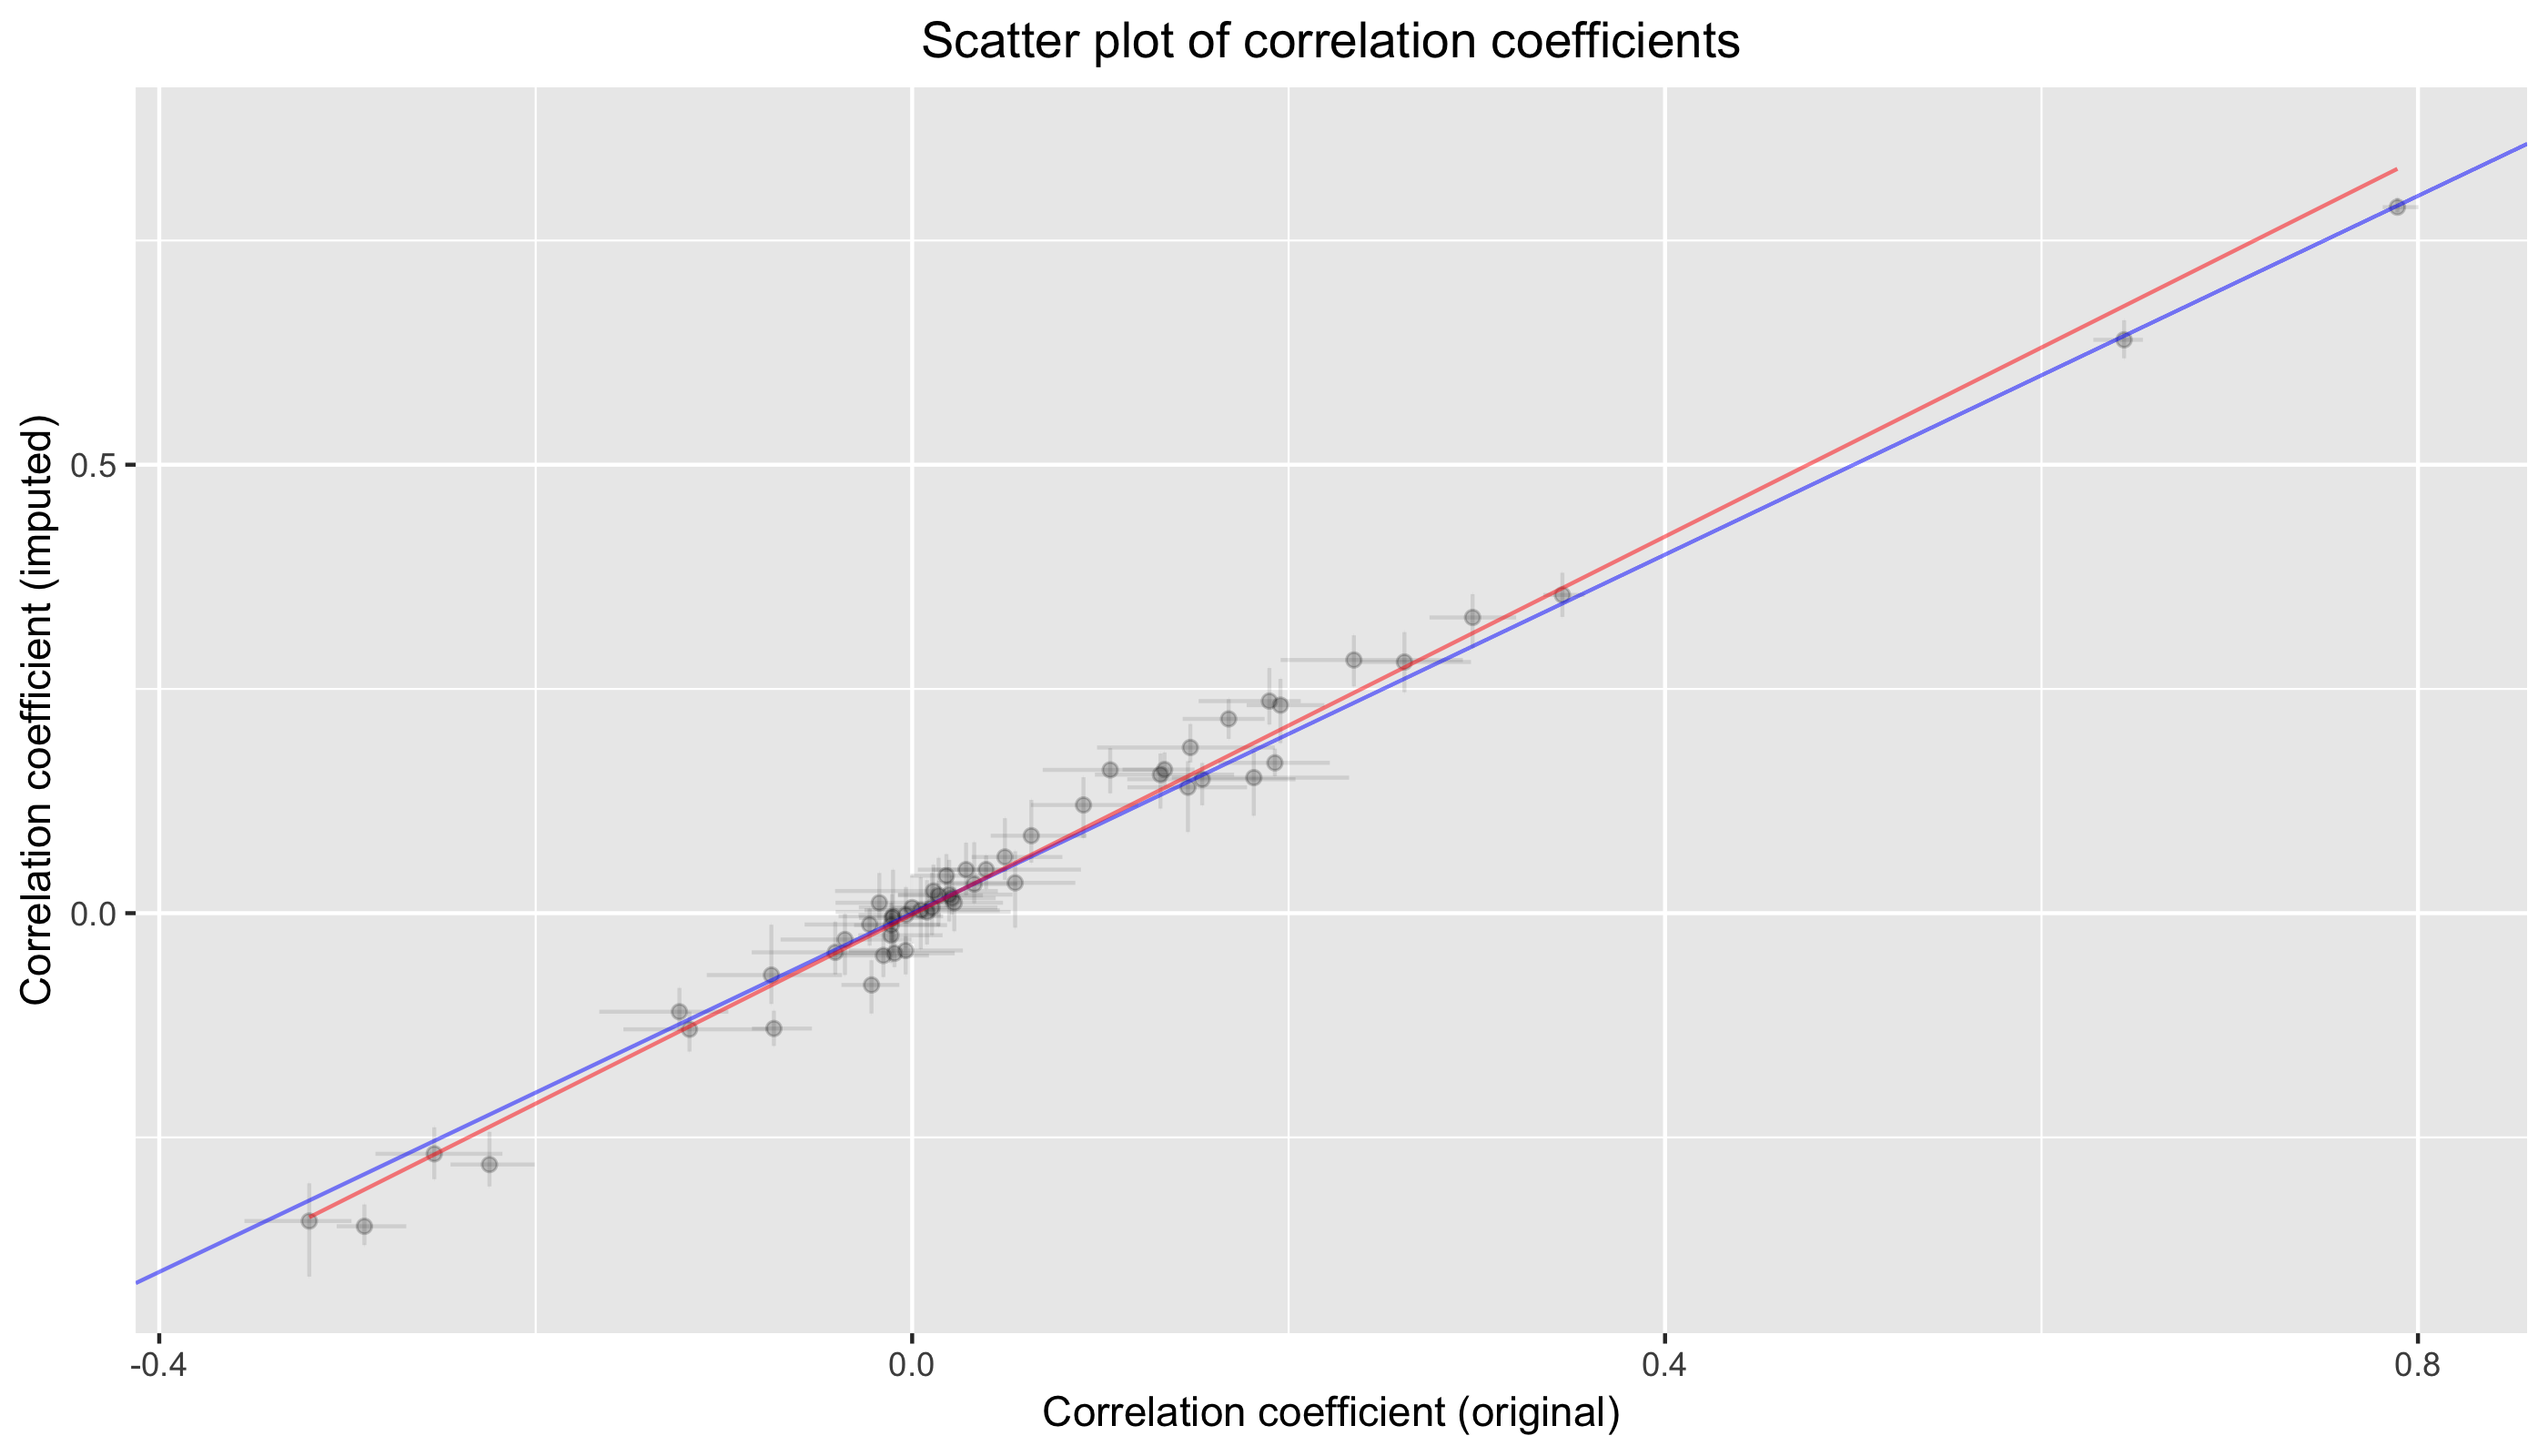 Scatter plot of correlation coefficients
Correlation coefficient (imputed)
0.5
0.0
-0.4
0.0
0.4
0.8
Correlation coefficient (original)